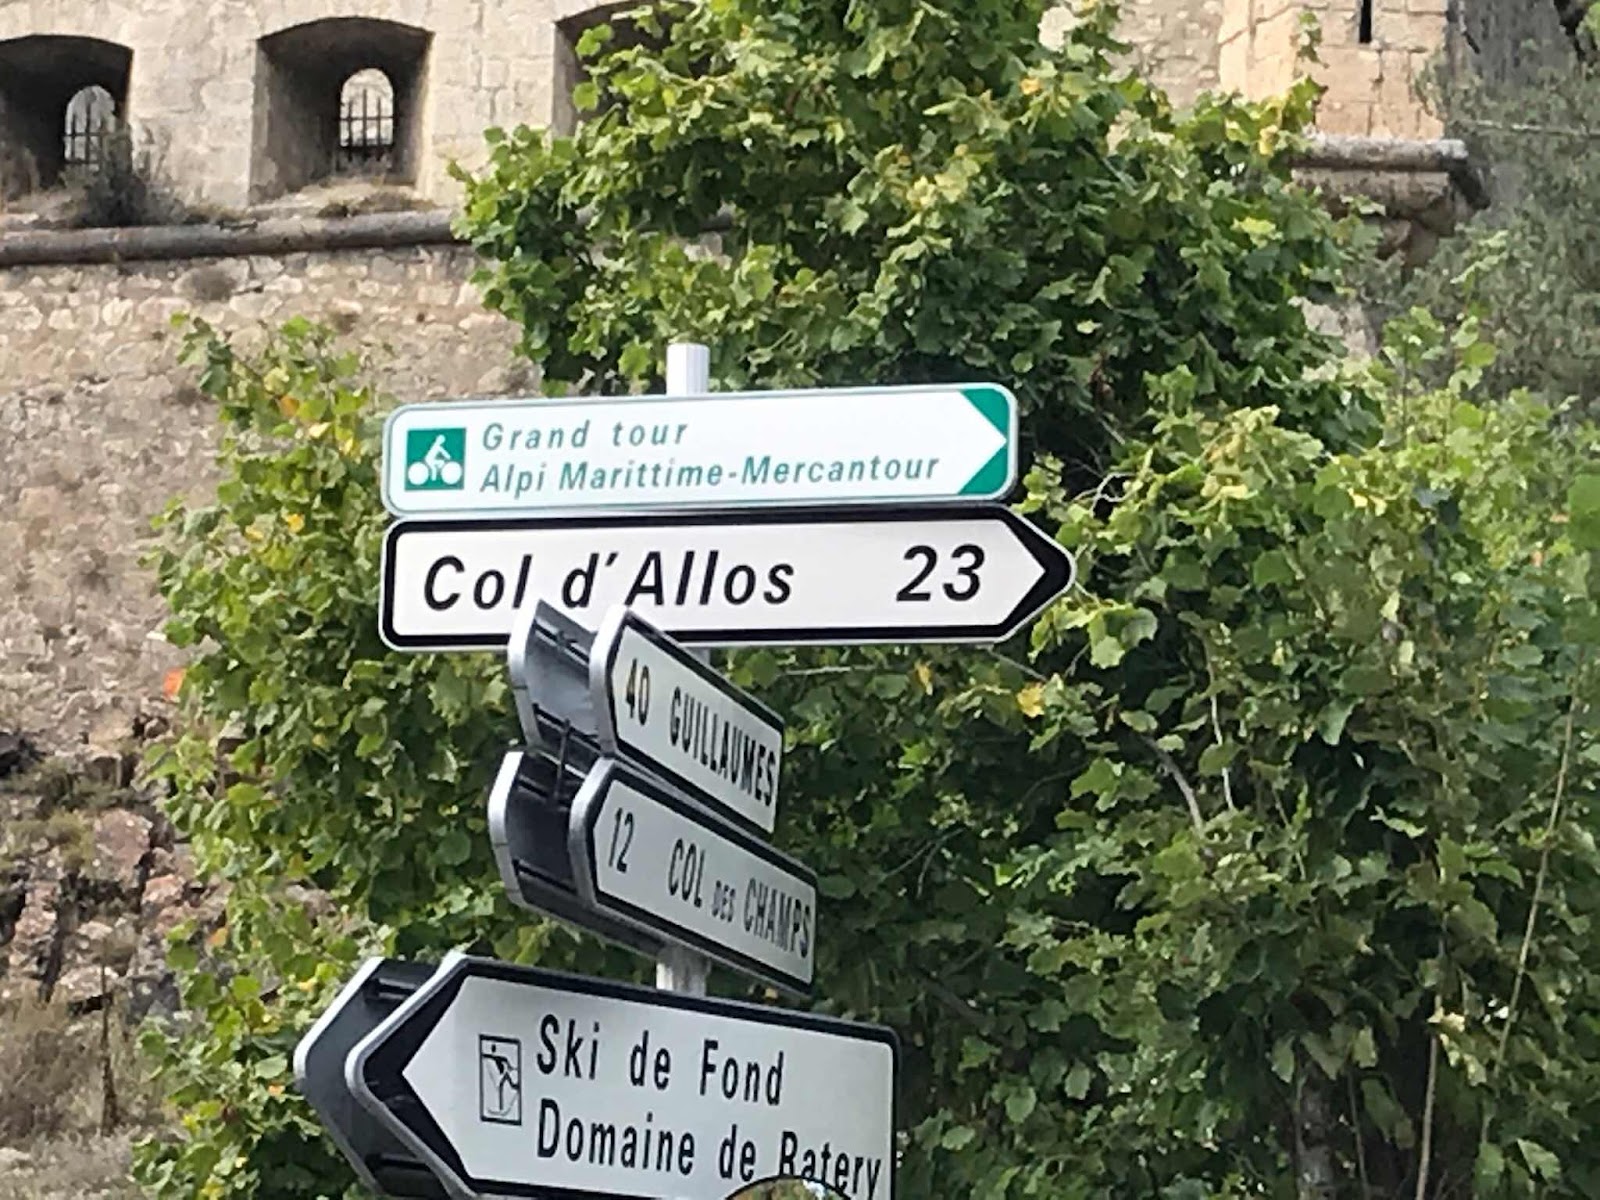 Grand tour
Alpi Marittime-Mercantour
Col d'Allos 23
40 GUILLAUMES
12 COL DES CHAMPS
Ski de Fond
Domaine de Ratery